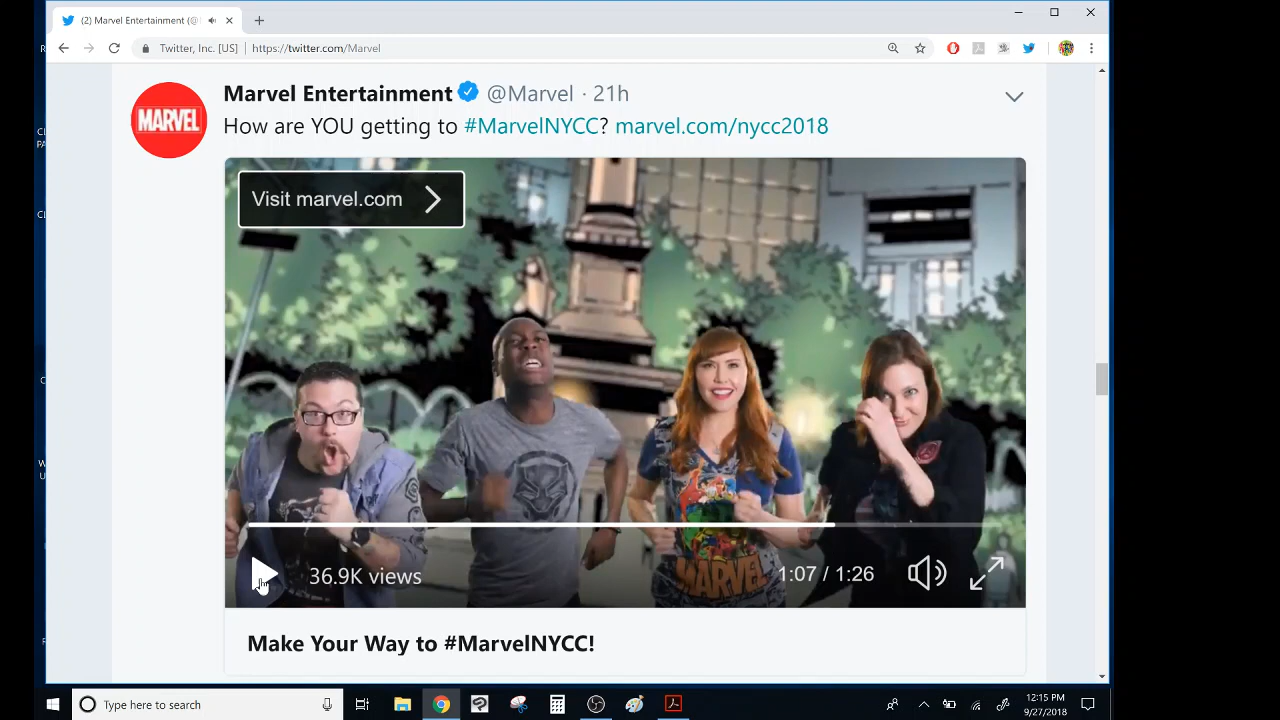 (2) Marvel Entertainment (@
Twitter, Inc. [US] https://twitter.com/Marvel
Marvel Entertainment @Marvel · 21h
How are YOU getting to #MarvelNYCC? marvel.com/nycc2018
MARVEL
Visit marvel.com
MARVEL
36.9K views
1:07 / 1:26
Make Your Way to #MarvelNYCC!
Type here to search
12:15 PM
9/27/2018